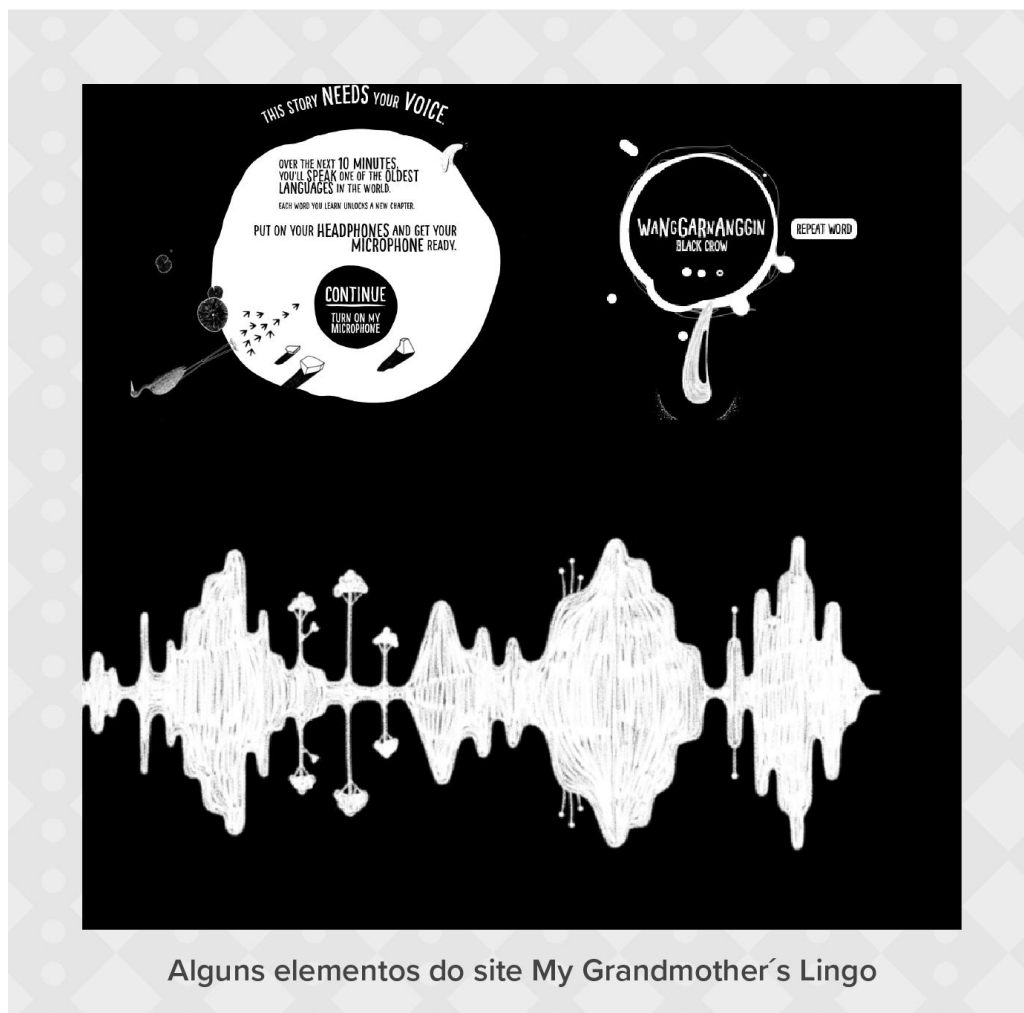 THIS STORY NEEDS YOUR VOICE.
OVER THE NEXT 10 MINUTES,
YOU'LL SPEAK ONE OF THE OLDEST
LANGUAGES IN THE WORLD.
EACH WORD YOU LEARN UNLOCKS A NEW CHAPTER.
PUT ON YOUR HEADPHONES AND GET YOUR
MICROPHONE READY.
CONTINUE
TURN ON MY
MICROPHONE
WANGGARNANGGIN
BLACK CROW
REPEAT WORD
Alguns elementos do site My Grandmother´s Lingo